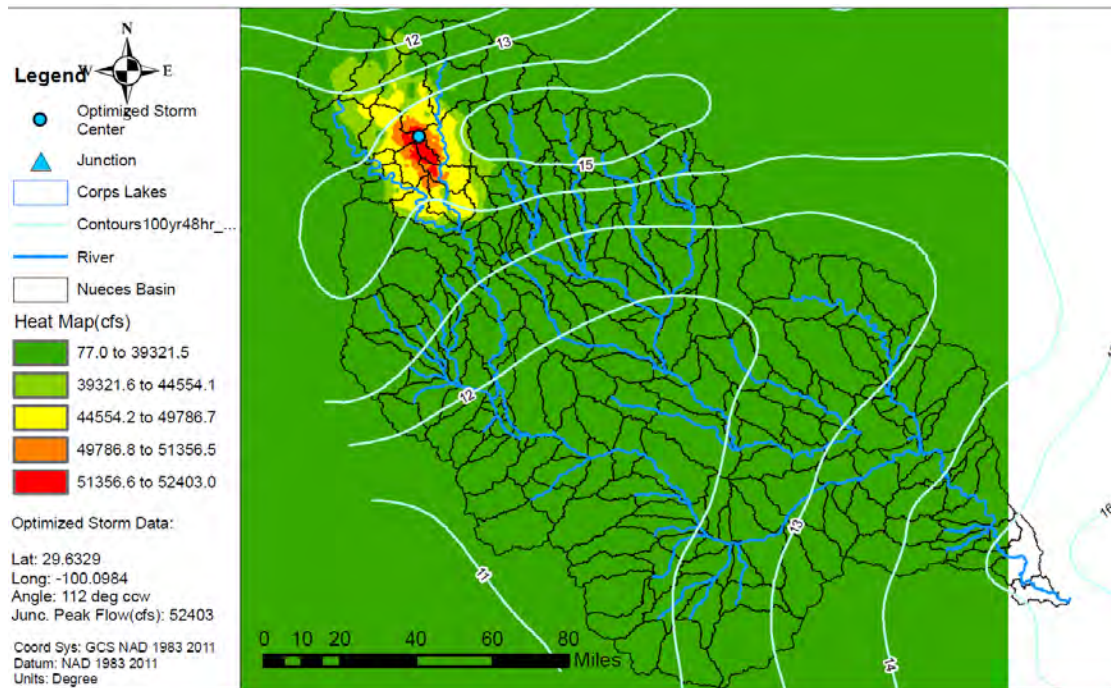 N
W
E
S
Legend
Optimized Storm
Center
Junction
Corps Lakes
Contours100yr48hr_...
River
Nueces Basin
Heat Map(cfs)
77.0 to 39321.5
39321.6 to 44554.1
44554.2 to 49786.7
49786.8 to 51356.5
51356.6 to 52403.0
Optimized Storm Data:
Lat: 29.6329
Long: -100.0984
Angle: 112 deg ccw
Junc. Peak Flow(cfs): 52403
Coord Sys: GCS NAD 1983 2011
Datum: NAD 1983 2011
Units: Degree
12
13
15
12
13
11
14
16
0 10 20 40 60 80
Miles